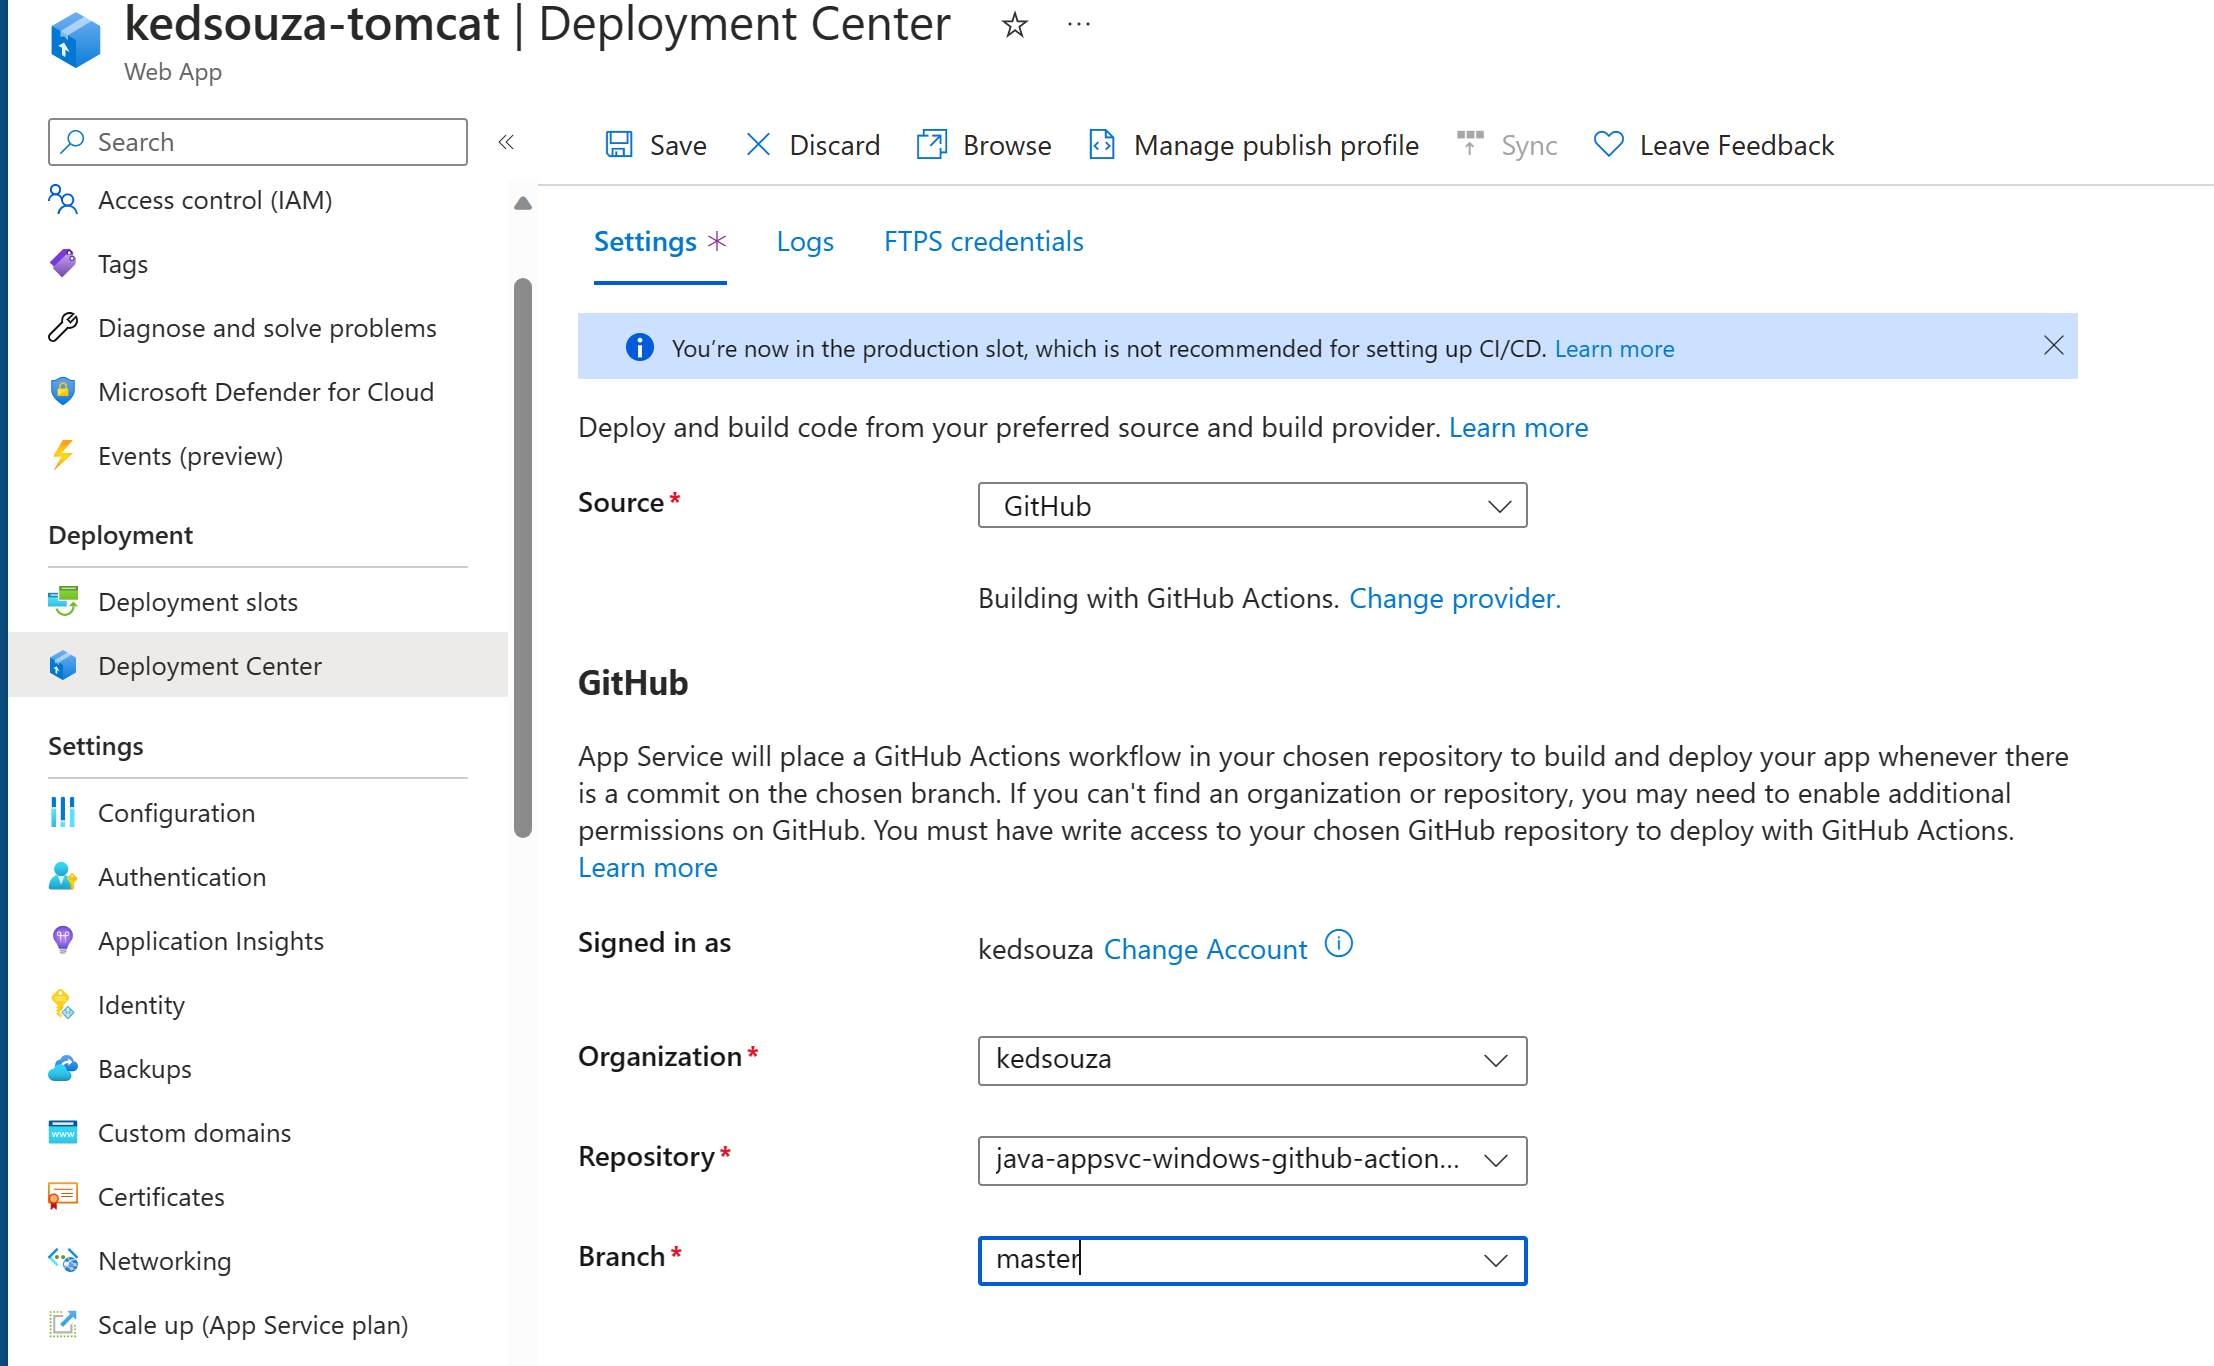 kedsouza-tomcat | Deployment Center
Web App
Search
Access control (IAM)
Tags
Diagnose and solve problems
Microsoft Defender for Cloud
Events (preview)
Deployment
Deployment slots
Deployment Center
Settings
Configuration
Authentication
Application Insights
Identity
Backups
Custom domains
Certificates
Networking
Scale up (App Service plan)
Save
Discard
Browse
Manage publish profile
Sync
Leave Feedback
Settings *
Logs
FTPS credentials
You're now in the production slot, which is not recommended for setting up CI/CD. Learn more
Deploy and build code from your preferred source and build provider. Learn more
Source *
GitHub
Building with GitHub Actions. Change provider.
GitHub
App Service will place a GitHub Actions workflow in your chosen repository to build and deploy your app whenever there
is a commit on the chosen branch. If you can't find an organization or repository, you may need to enable additional
permissions on GitHub. You must have write access to your chosen GitHub repository to deploy with GitHub Actions.
Learn more
Signed in as
kedsouza Change Account
Organization *
kedsouza
Repository *
java-appsvc-windows-github-action...
Branch *
master